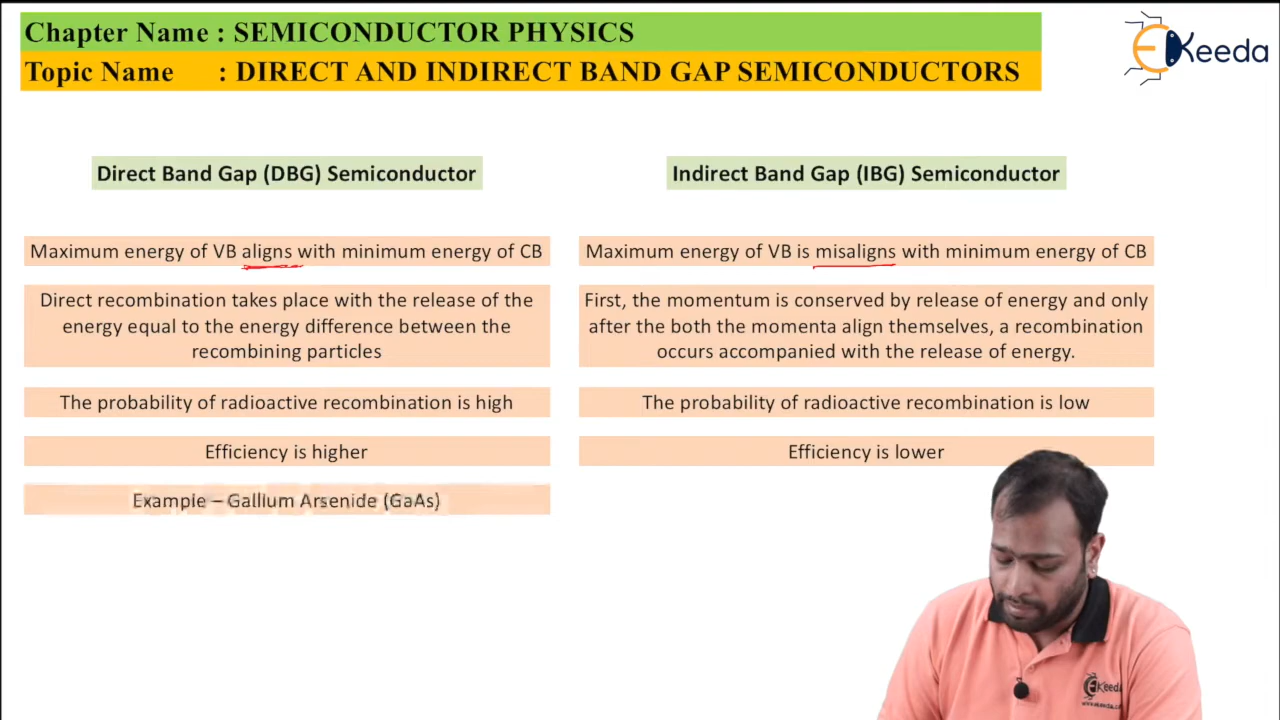 Chapter Name : SEMICONDUCTOR PHYSICS
Topic Name : DIRECT AND INDIRECT BAND GAP SEMICONDUCTORS
EKeeda
Direct Band Gap (DBG) Semiconductor
Indirect Band Gap (IBG) Semiconductor
Maximum energy of VB aligns with minimum energy of CB
Maximum energy of VB is misaligns with minimum energy of CB
Direct recombination takes place with the release of the
energy equal to the energy difference between the
recombining particles
First, the momentum is conserved by release of energy and only
after the both the momenta align themselves, a recombination
occurs accompanied with the release of energy.
The probability of radioactive recombination is high
The probability of radioactive recombination is low
Efficiency is higher
Efficiency is lower
Example – Gallium Arsenide (GaAs)
EKeeda